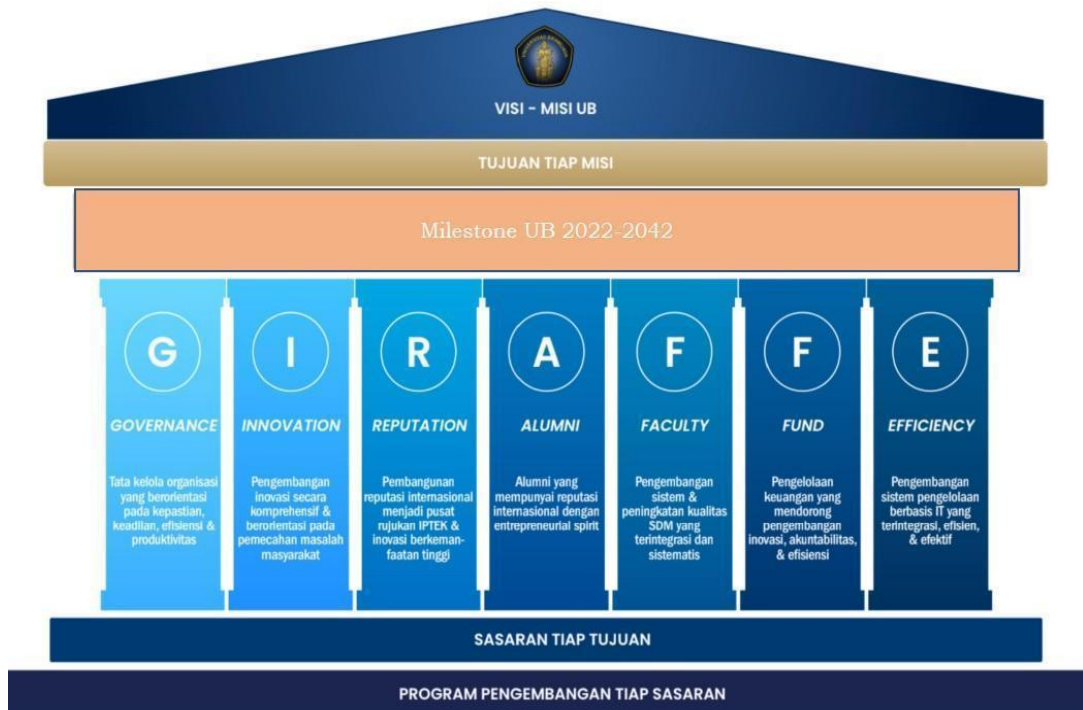 UNIVERSITAS BRAWIJAYA
VISI - MISI UB
TUJUAN TIAP MISI
Milestone UB 2022-2042
G
GOVERNANCE
Tata kelola organisasi
yang berorientasi
pada kepastian,
keadilan, efisiensi &
produktivitas
I
INNOVATION
Pengembangan
inovasi secara
komprehensif &
berorientasi pada
pemecahan masalah
masyarakat
R
REPUTATION
Pembangunan
reputasi internasional
menjadi pusat
rujukan IPTEK &
inovasi berkeman-
faatan tinggi
A
ALUMNI
Alumni yang
mempunyai reputasi
internasional dengan
entrepreneurial spirit
F
FACULTY
Pengembangan
sistem &
peningkatan kualitas
SDM yang
terintegrasi dan
sistematis
F
FUND
Pengelolaan
keuangan yang
mendorong
pengembangan
inovasi, akuntabilitas,
& efisiensi
E
EFFICIENCY
Pengembangan
sistem pengelolaan
berbasis IT yang
terintegrasi, efisien,
& efektif
SASARAN TIAP TUJUAN
PROGRAM PENGEMBANGAN TIAP SASARAN